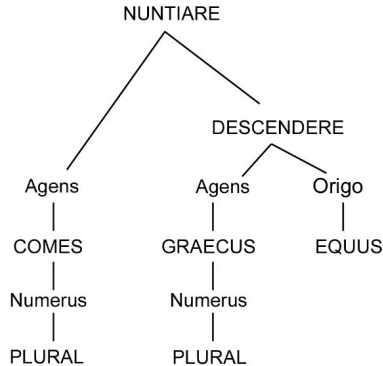 NUNTIARE
DESCENDERE
Agens Agens Origo
COMES GRAECUS EQUUS
Numerus Numerus
PLURAL PLURAL